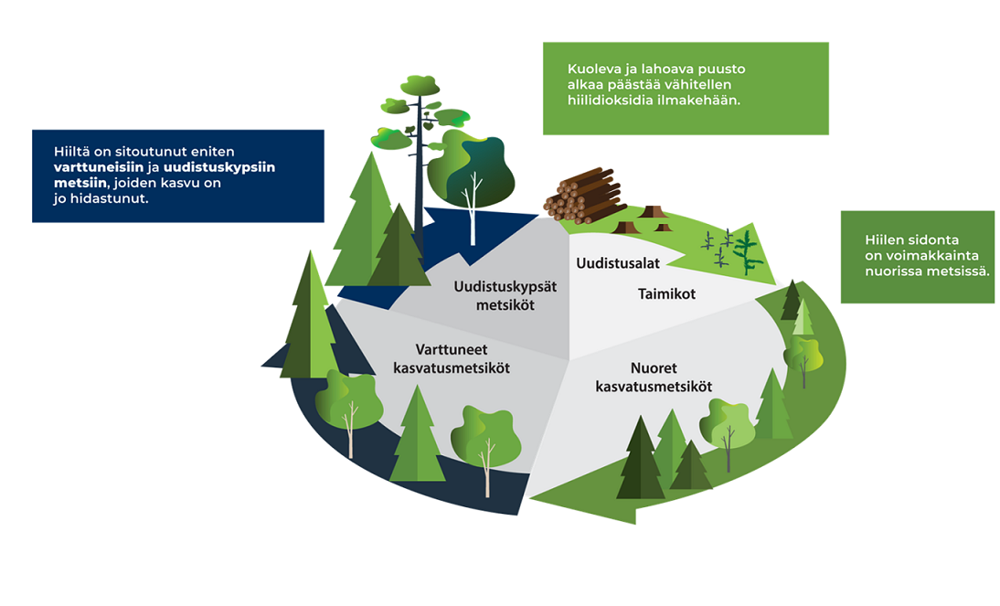 Kuoleva ja lahoava puusto
alkaa päästää vähitellen
hiilidioksidia ilmakehään.
Hiiltä on sitoutunut eniten
varttuneisiin ja uudistuskypsiin
metsiin, joiden kasvu on
jo hidastunut.
Hiilen sidonta
on voimakkainta
nuorissa metsissä.
Uudistusalat
Taimikot
Uudistuskypsät
metsiköt
Varttuneet
kasvatusmetsiköt
Nuoret
kasvatusmetsiköt